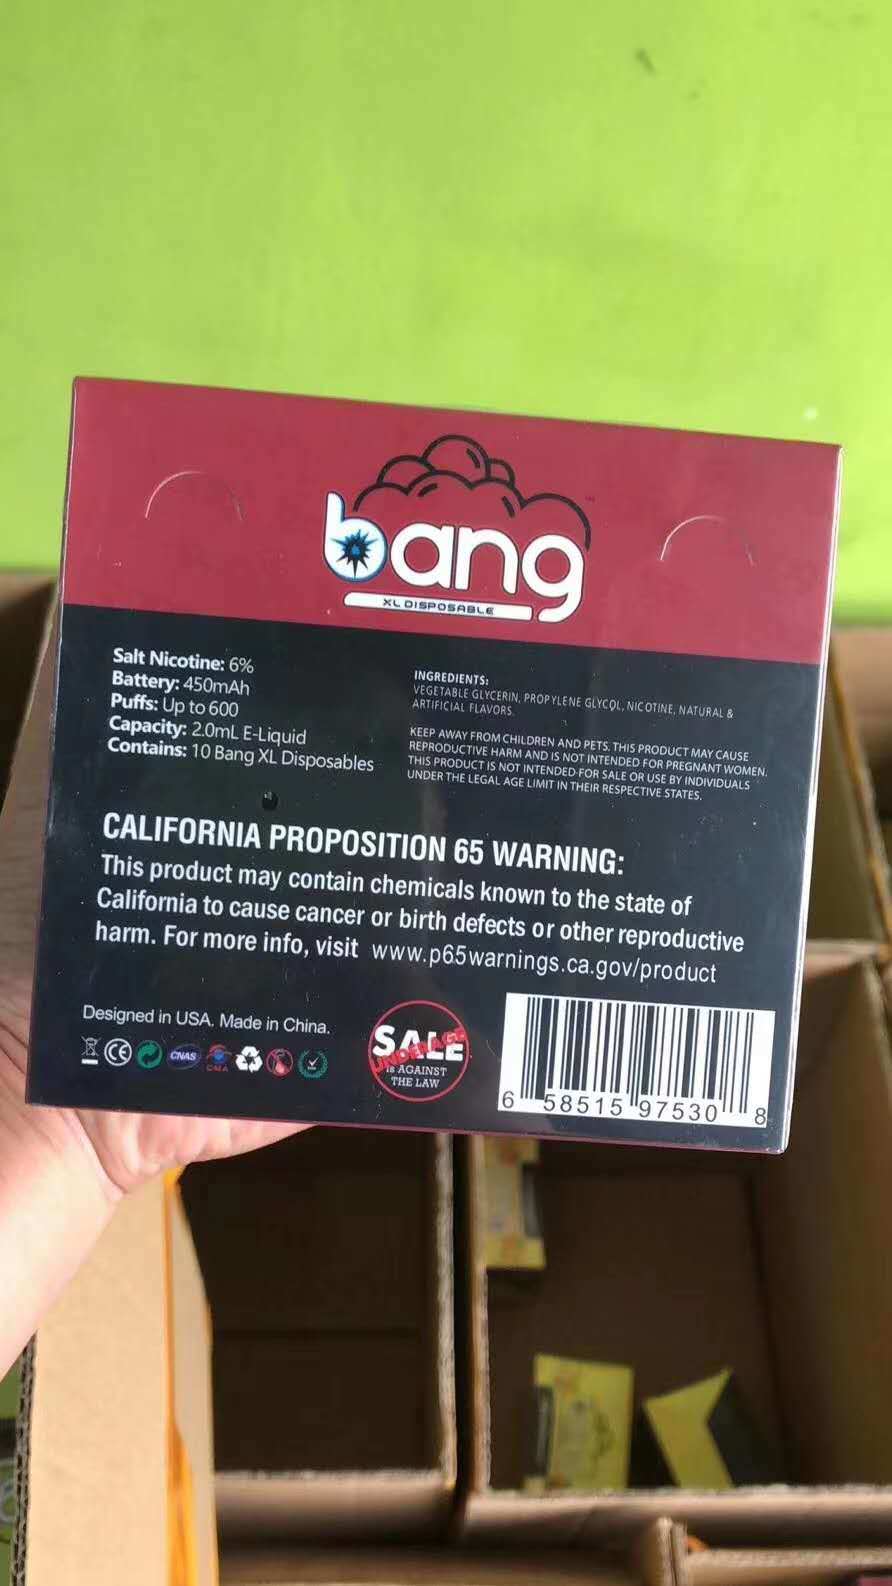 bang
XL DISPOSABLE
Salt Nicotine: 6%
Battery: 450mAh
Puffs: Up to 600
Capacity: 2.0mL E-Liquid
Contains: 10 Bang XL Disposables
INGREDIENTS:
VEGETABLE GLYCERIN, PROPYLENE GLYCOL, NICOTINE, NATURAL &
ARTIFICIAL FLAVORS.
KEEP AWAY FROM CHILDREN AND PETS. THIS PRODUCT MAY CAUSE
REPRODUCTIVE HARM AND IS NOT INTENDED FOR PREGNANT WOMEN.
THIS PRODUCT IS NOT INTENDED FOR SALE OR USE BY INDIVIDUALS
UNDER THE LEGAL AGE LIMIT IN THEIR RESPECTIVE STATES.
CALIFORNIA PROPOSITION 65 WARNING:
This product may contain chemicals known to the state of
California to cause cancer or birth defects or other reproductive
harm. For more info, visit www.p65warnings.ca.gov/product
Designed in USA. Made in China.
CE CNAS CMA
SALE
UNDERAGE
IS AGAINST
THE LAW
6 58515 97530 8